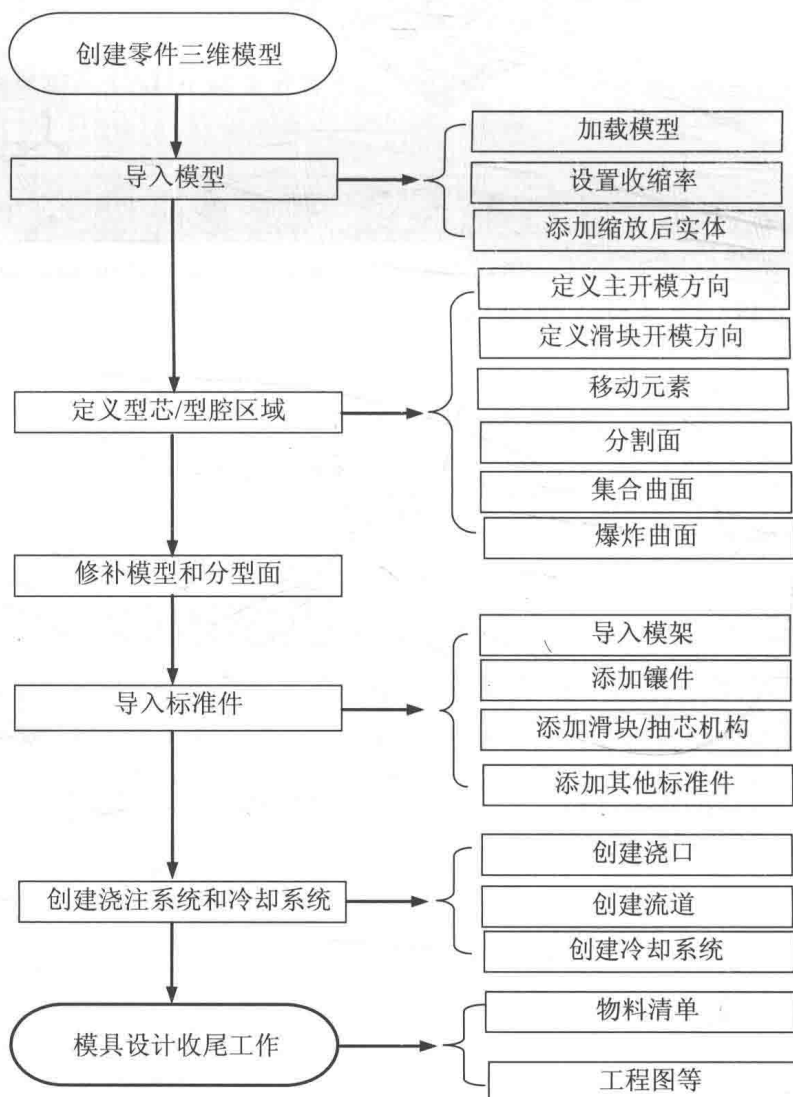 创建零件三维模型
导入模型
加载模型
设置收缩率
添加缩放后实体
定义型芯/型腔区域
定义主开模方向
定义滑块开模方向
移动元素
分割面
集合曲面
爆炸曲面
修补模型和分型面
导入标准件
导入模架
添加镶件
添加滑块/抽芯机构
添加其他标准件
创建浇注系统和冷却系统
创建浇口
创建流道
创建冷却系统
模具设计收尾工作
物料清单
工程图等